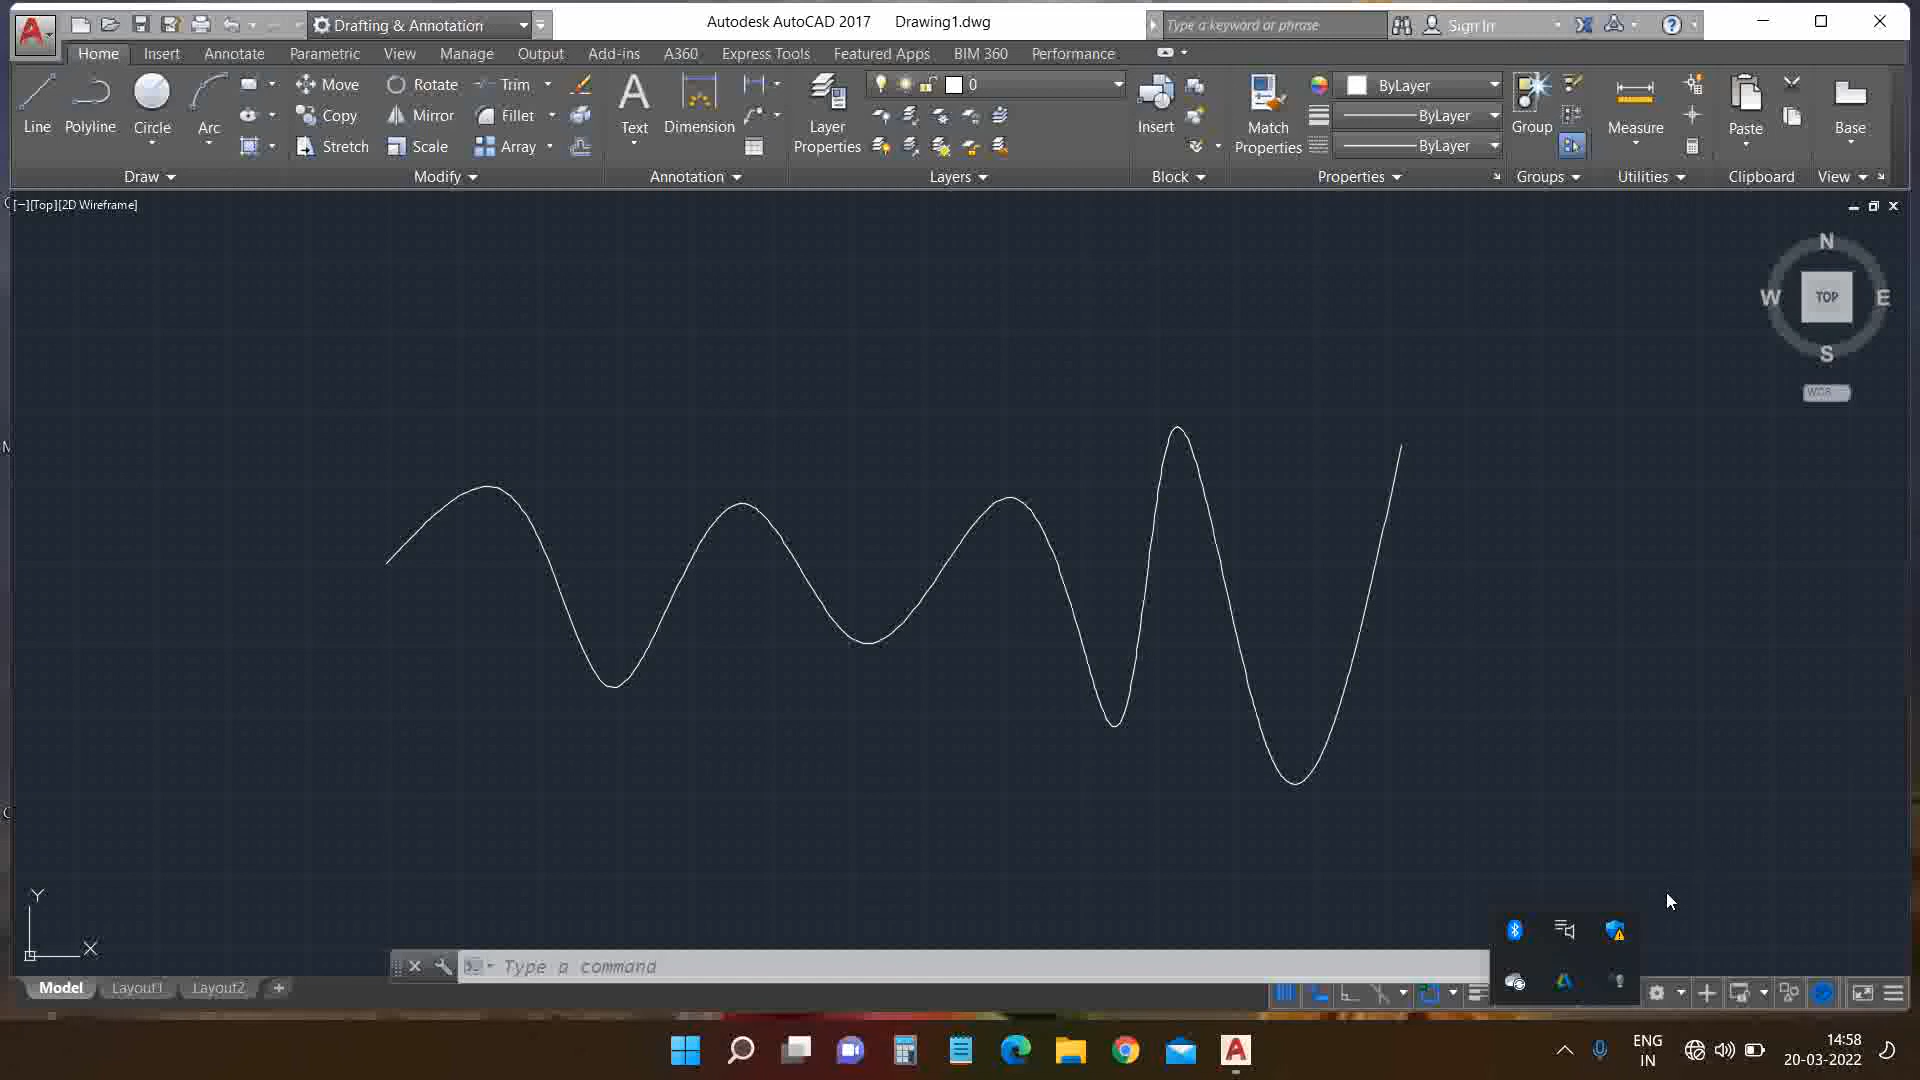 Drafting & Annotation
Autodesk AutoCAD 2017 Drawing1.dwg
Type a keyword or phrase
Sign In
Home Insert Annotate Parametric View Manage Output Add-ins A360 Express Tools Featured Apps BIM 360 Performance
Line Polyline Circle Arc
Move Rotate Trim
Copy Mirror Fillet
Stretch Scale Array
Text Dimension
Layer Properties
0
Insert
Match Properties
ByLayer
ByLayer
ByLayer
Group
Measure
Paste
Base
Draw Modify Annotation Layers Block Properties Groups Utilities Clipboard View
[−][Top][2D Wireframe]
N
W TOP E
S
Y
X
Type a command
Model Layout1 Layout2 +
ENG
IN
14:58
20-03-2022